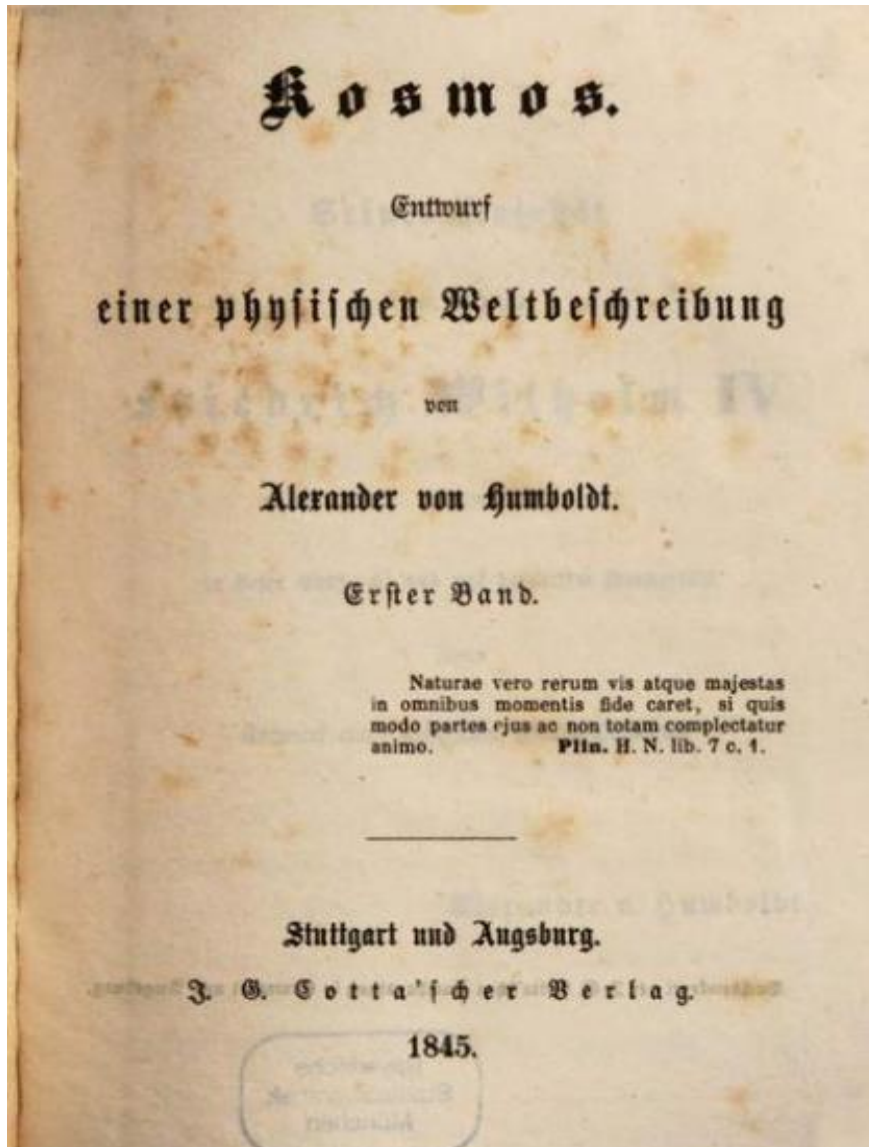 Kosmos.
Entwurf
einer physischen Weltbeschreibung
von
Alexander von Humboldt.
Erster Band.
Naturae vero rerum vis atque majestas
in omnibus momentis fide caret, si quis
modo partes ejus ac non totam complectatur
animo. Plin. H. N. lib. 7 c. 1.
Stuttgart und Augsburg.
J. G. Cotta'scher Verlag.
1845.